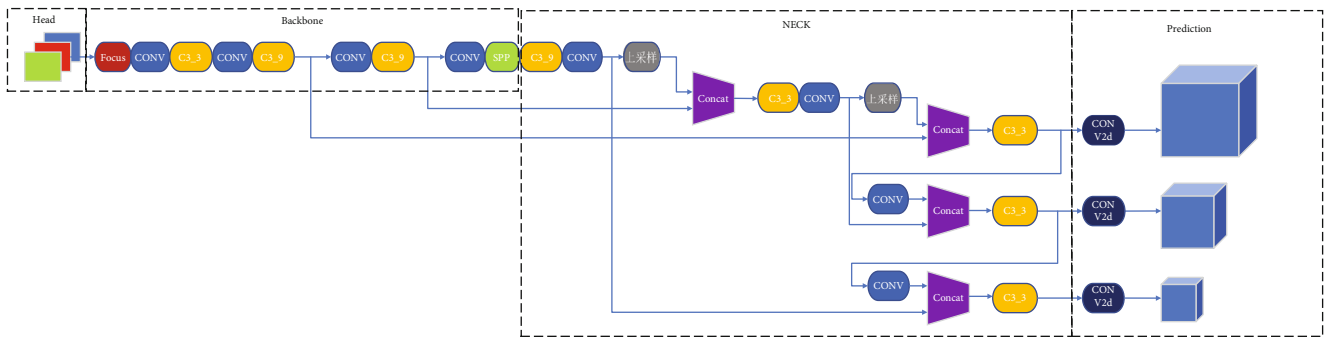 Head
Backbone
NECK
Prediction
Focus
CONV
C3_3
CONV
C3_9
CONV
C3_9
CONV
SPP
C3_9
CONV
上采样
Concat
C3_3
CONV
上采样
Concat
C3_3
CON
V2d
CONV
Concat
C3_3
CON
V2d
CONV
Concat
C3_3
CON
V2d